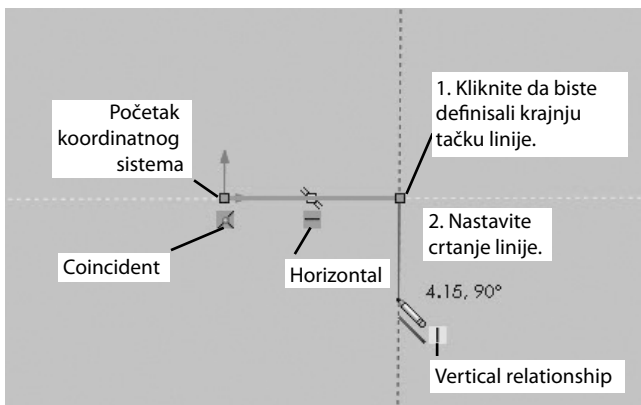 Početak
koordinatnog
sistema
1. Kliknite da biste
definisali krajnju
tačku linije.
Coincident
Horizontal
2. Nastavite
crtanje linije.
4.15, 90°
Vertical relationship